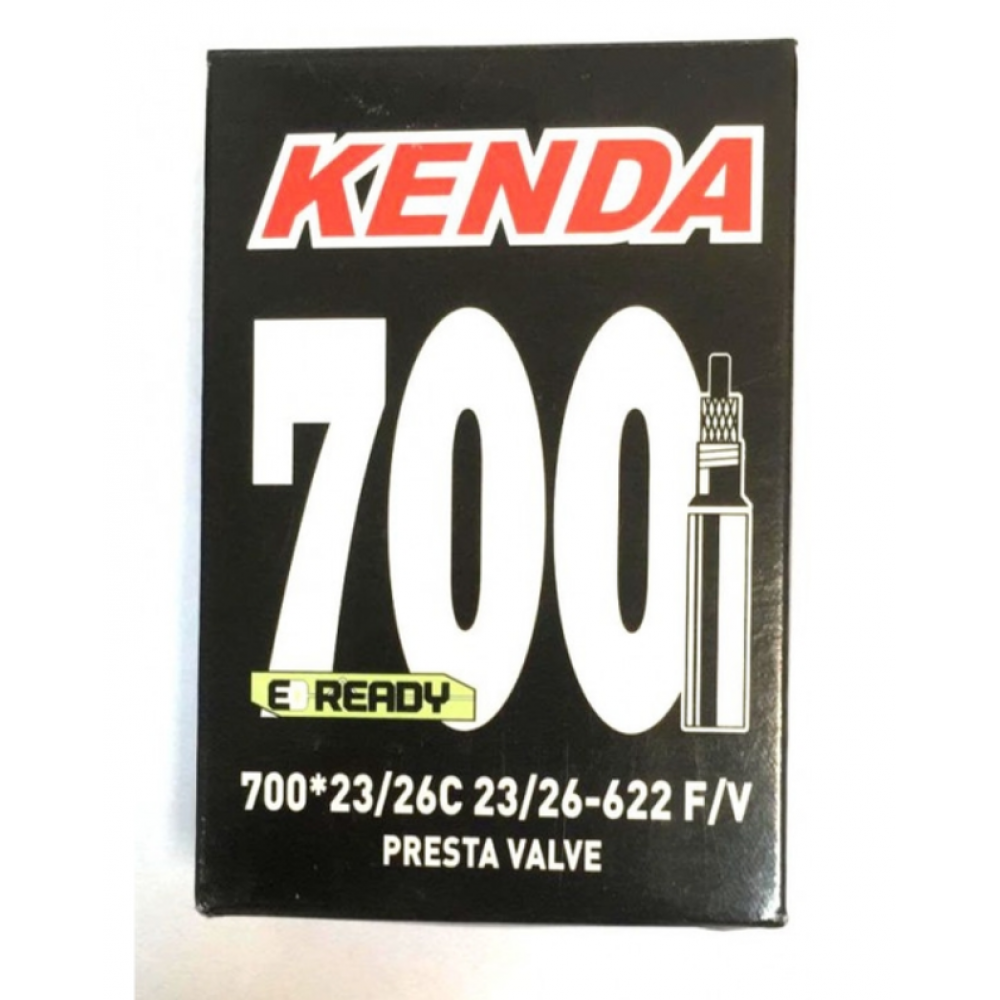 KENDA
700
E READY
700*23/26C 23/26-622 F/V
PRESTA VALVE